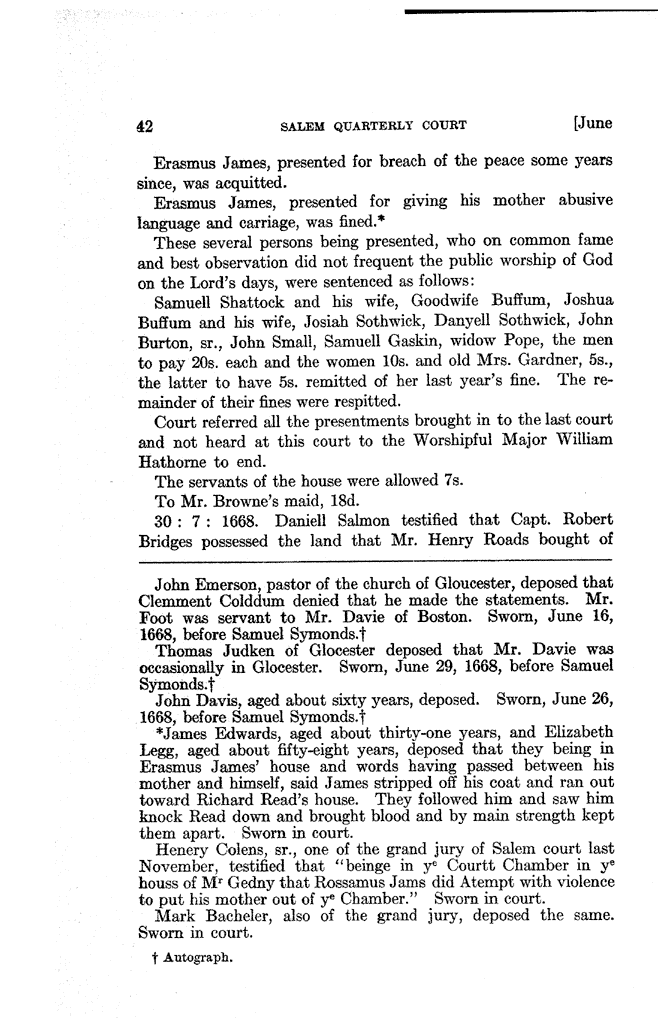 42 SALEM QUARTERLY COURT [June
Erasmus James, presented for breach of the peace some years
since, was acquitted.
Erasmus James, presented for giving his mother abusive
language and carriage, was fined.*
These several persons being presented, who on common fame
and best observation did not frequent the public worship of God
on the Lord's days, were sentenced as follows:
Samuell Shattock and his wife, Goodwife Buffum, Joshua
Buffum and his wife, Josiah Sothwick, Danyell Sothwick, John
Burton, sr., John Small, Samuell Gaskin, widow Pope, the men
to pay 20s. each and the women 10s. and old Mrs. Gardner, 5s.,
the latter to have 5s. remitted of her last year's fine. The re-
mainder of their fines were respitted.
Court referred all the presentments brought in to the last court
and not heard at this court to the Worshipful Major William
Hathorne to end.
The servants of the house were allowed 7s.
To Mr. Browne's maid, 18d.
30 : 7 : 1668. Daniell Salmon testified that Capt. Robert
Bridges possessed the land that Mr. Henry Roads bought of
John Emerson, pastor of the church of Gloucester, deposed that
Clemment Colddum denied that he made the statements. Mr.
Foot was servant to Mr. Davie of Boston. Sworn, June 16,
1668, before Samuel Symonds.†
Thomas Judken of Glocester deposed that Mr. Davie was
occasionally in Glocester. Sworn, June 29, 1668, before Samuel
Symonds.†
John Davis, aged about sixty years, deposed. Sworn, June 26,
1668, before Samuel Symonds.†
*James Edwards, aged about thirty-one years, and Elizabeth
Legg, aged about fifty-eight years, deposed that they being in
Erasmus James' house and words having passed between his
mother and himself, said James stripped off his coat and ran out
toward Richard Read's house. They followed him and saw him
knock Read down and brought blood and by main strength kept
them apart. Sworn in court.
Henery Colens, sr., one of the grand jury of Salem court last
November, testified that "beinge in yᵉ Courtt Chamber in yᵉ
houss of Mʳ Gedny that Rossamus Jams did Atempt with violence
to put his mother out of yᵉ Chamber." Sworn in court.
Mark Bacheler, also of the grand jury, deposed the same.
Sworn in court.
† Autograph.